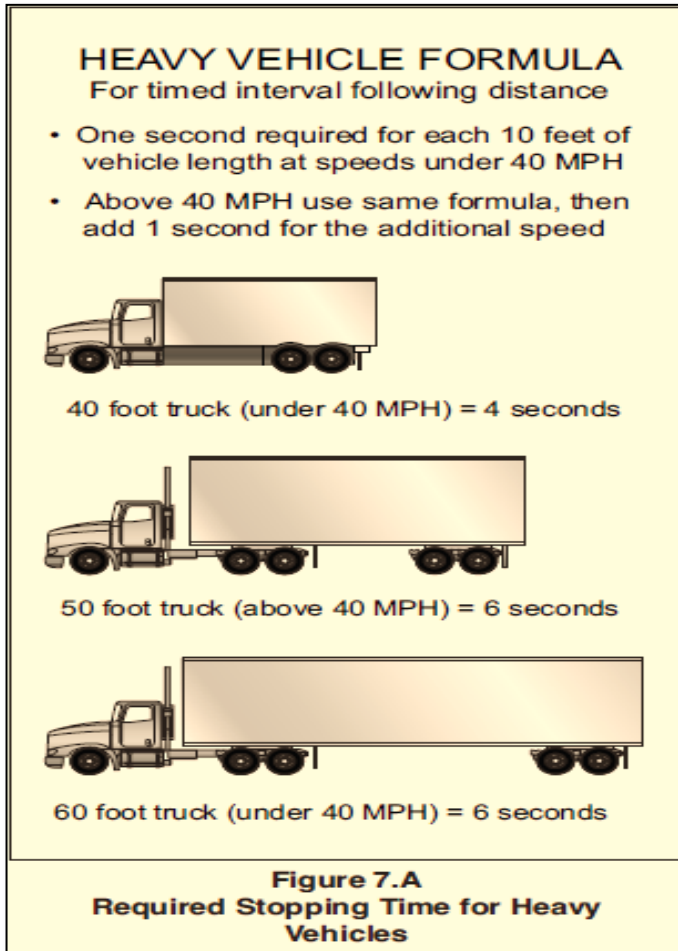 HEAVY VEHICLE FORMULA
For timed interval following distance
• One second required for each 10 feet of
vehicle length at speeds under 40 MPH
• Above 40 MPH use same formula, then
add 1 second for the additional speed
40 foot truck (under 40 MPH) = 4 seconds
50 foot truck (above 40 MPH) = 6 seconds
60 foot truck (under 40 MPH) = 6 seconds
Figure 7.A
Required Stopping Time for Heavy
Vehicles